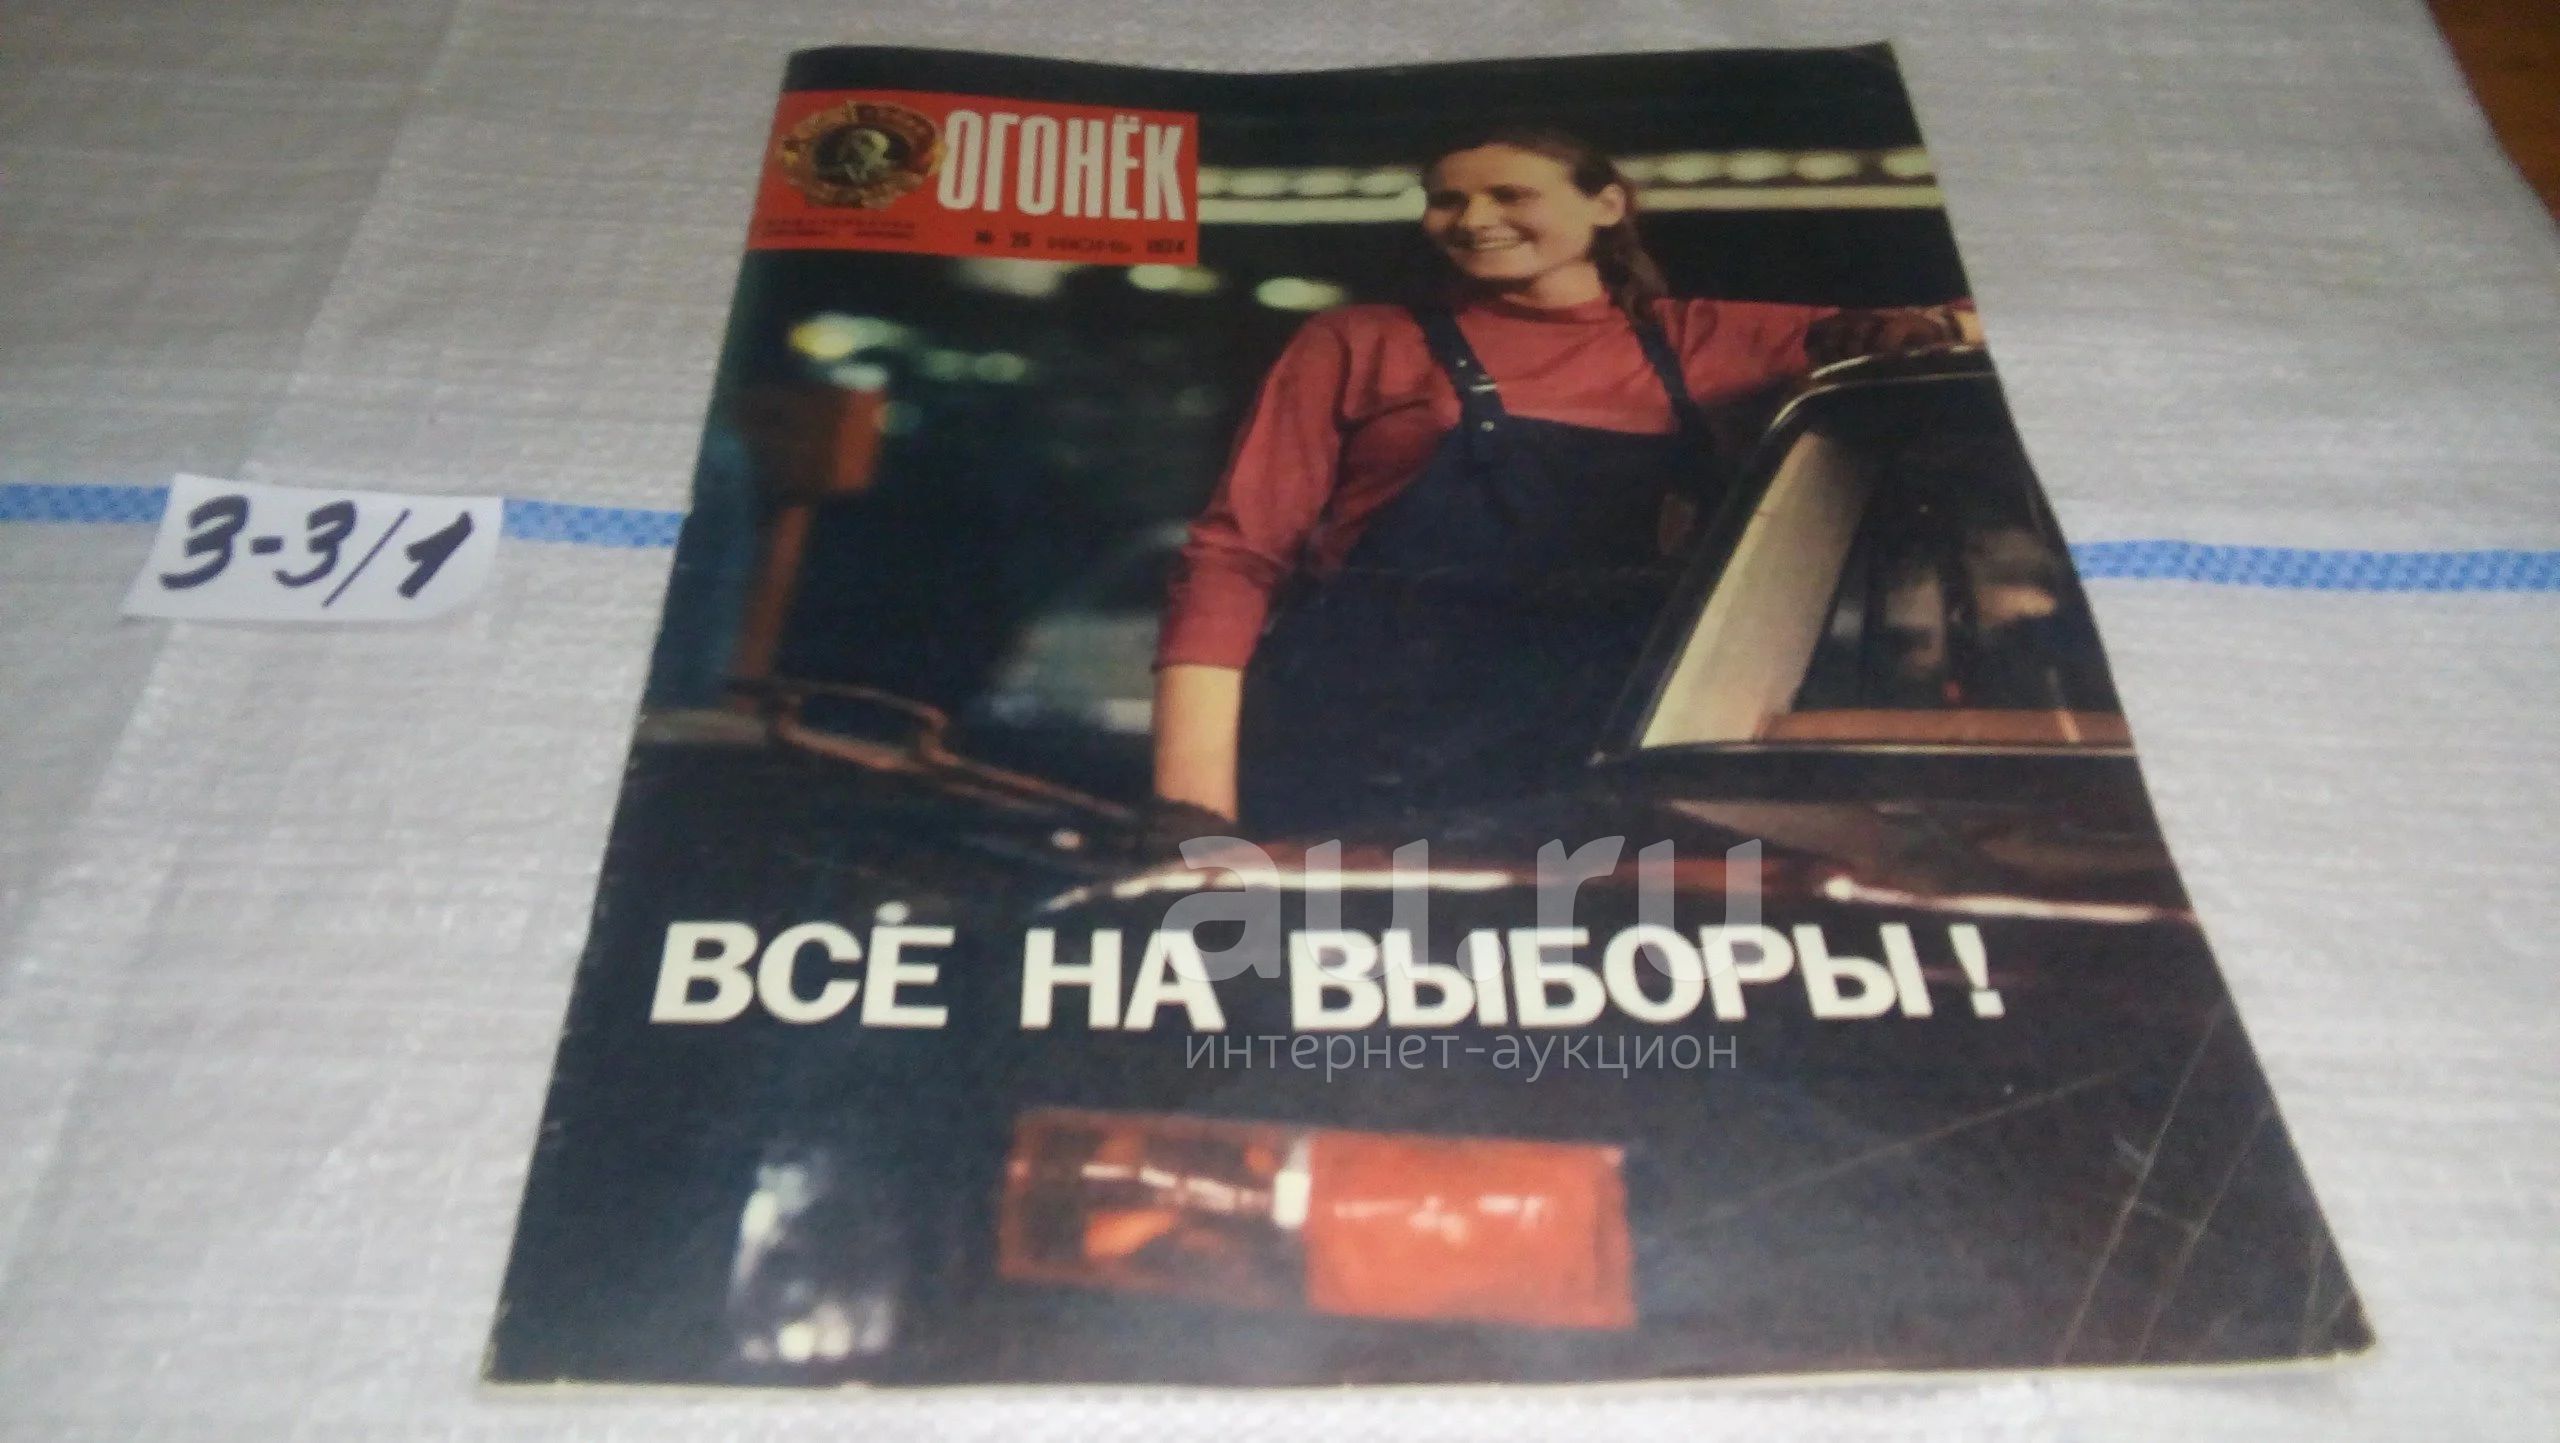 ОГОНЁК
№ 25 ИЮНЬ 1974
3-3/1
ВСЁ НА ВЫБОРЫ!
au.ru
интернет-аукцион